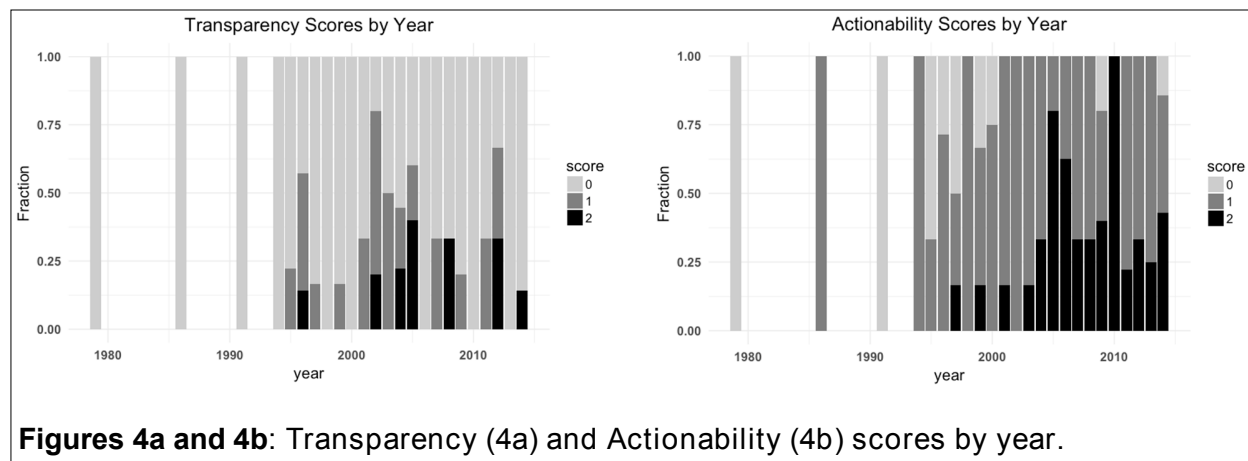 Transparency Scores by Year
1.00
0.75
0.50
0.25
0.00
Fraction
1980
1990
2000
2010
year
score
0
1
2
Actionability Scores by Year
1.00
0.75
0.50
0.25
0.00
Fraction
1980
1990
2000
2010
year
score
0
1
2
Figures 4a and 4b: Transparency (4a) and Actionability (4b) scores by year.